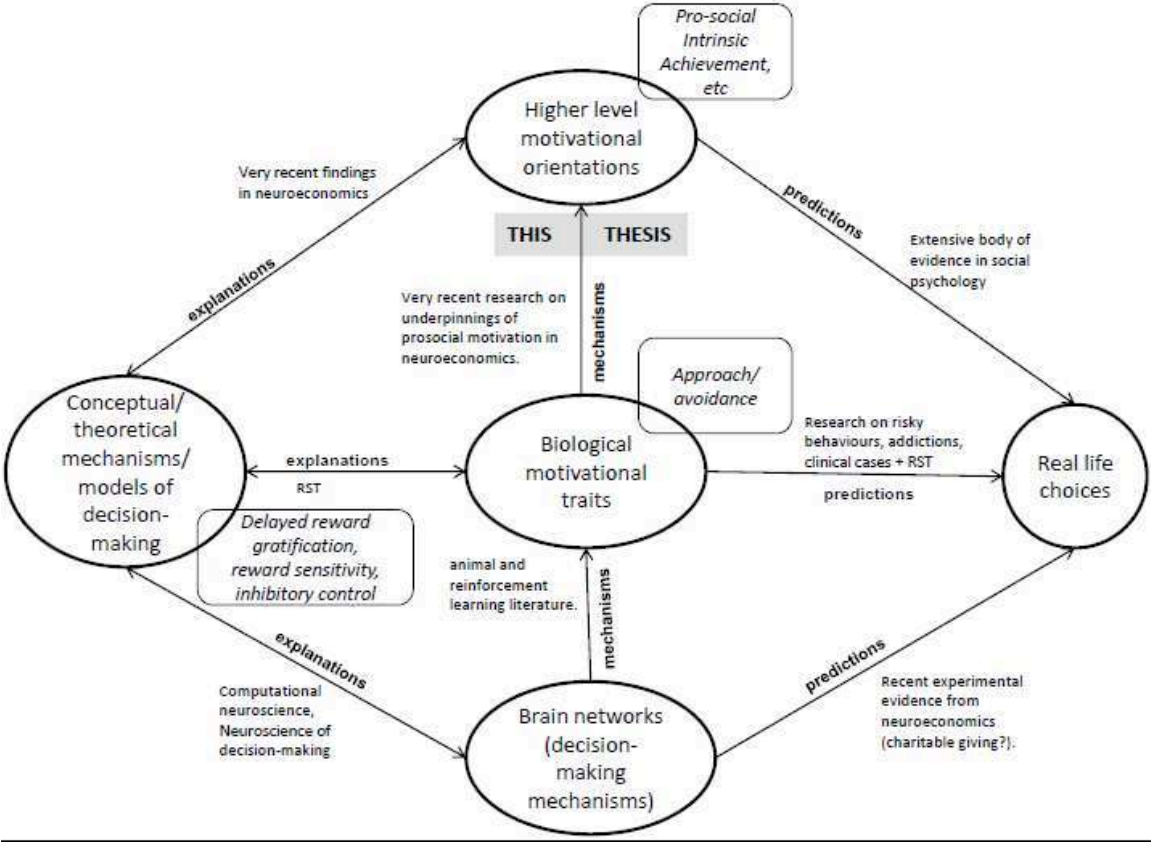 Pro-social
Intrinsic
Achievement,
etc
Higher level
motivational
orientations
Very recent findings
in neuroeconomics
explanations
predictions
Extensive body of
evidence in social
psychology
THIS THESIS
Very recent research on
underpinnings of
prosocial motivation in
neuroeconomics.
mechanisms
Approach/
avoidance
Conceptual/
theoretical
mechanisms/
models of
decision-
making
explanations
RST
Biological
motivational
traits
Research on risky
behaviours, addictions,
clinical cases + RST
predictions
Real life
choices
Delayed reward
gratification,
reward sensitivity,
inhibitory control
animal and
reinforcement
learning literature.
mechanisms
explanations
Computational
neuroscience,
Neuroscience of
decision-making
Brain networks
(decision-
making
mechanisms)
predictions
Recent experimental
evidence from
neuroeconomics
(charitable giving?).